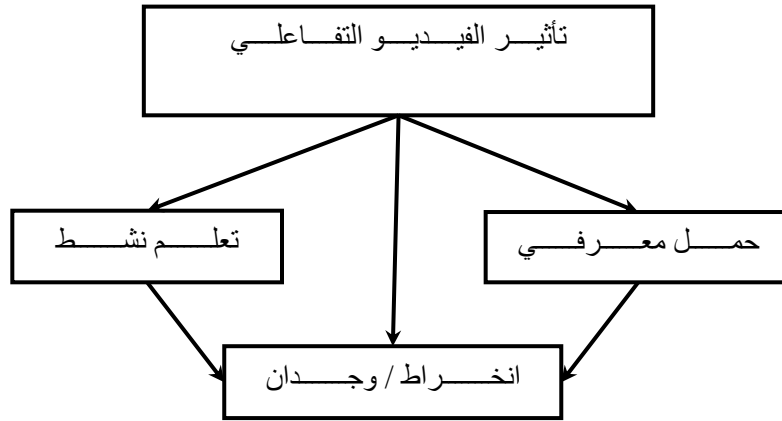 تأثير الفيديو التفاعلي
حمل معرفي
تعلم نشط
انخراط / وجدان